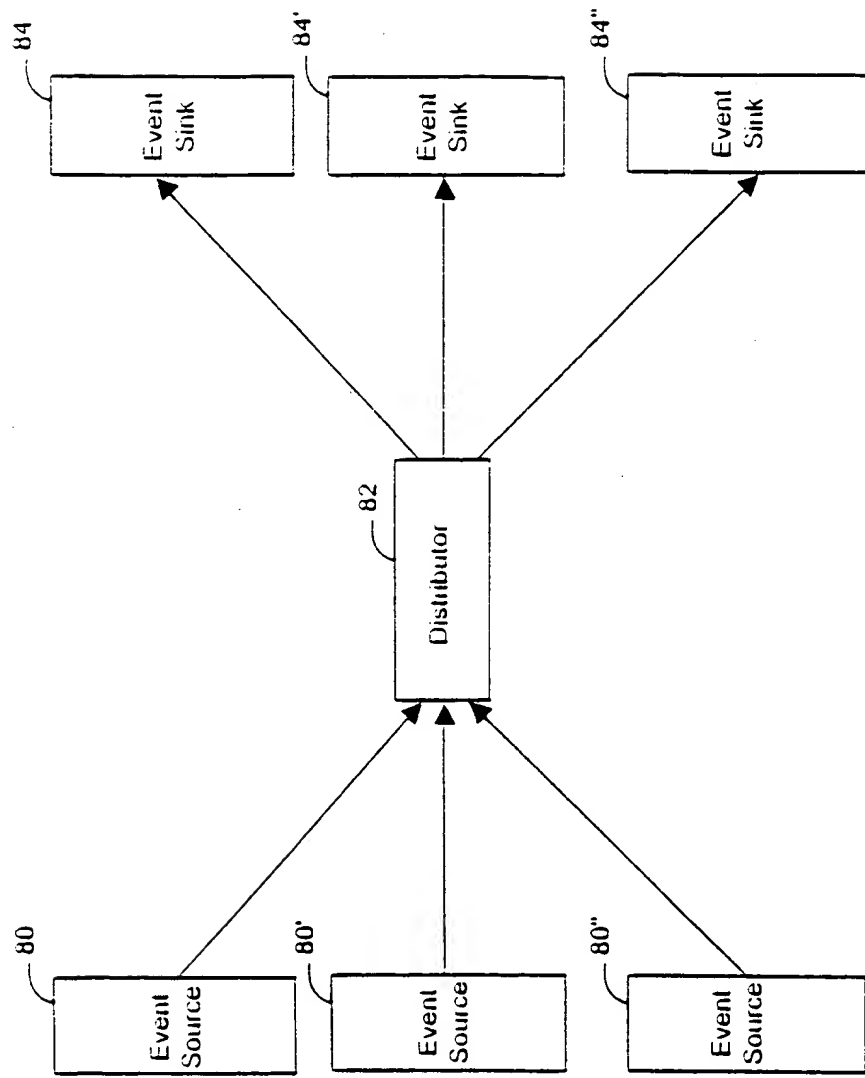 80
Event
Source
80'
Event
Source
80"
Event
Source
82
Distributor
84
Event
Sink
84'
Event
Sink
84"
Event
Sink